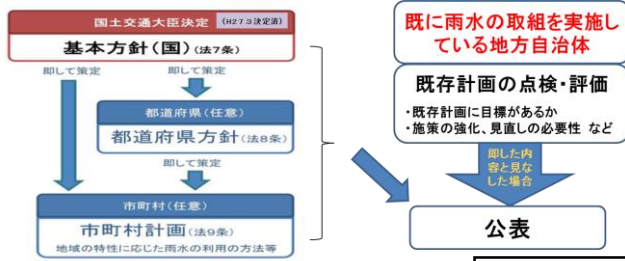 国土交通大臣決定 (H27.3決定済)
基本方針(国)(法7条)
即して策定 即して策定
都道府県(任意)
都道府県方針(法8条)
即して策定
市町村(任意)
市町村計画(法9条)
地域の特性に応じた雨水の利用の方法等
既に雨水の取組を実施し
ている地方自治体
既存計画の点検・評価
・既存計画に目標があるか
・施策の強化、見直しの必要性 など
即した内
容と見な
した場合
公表